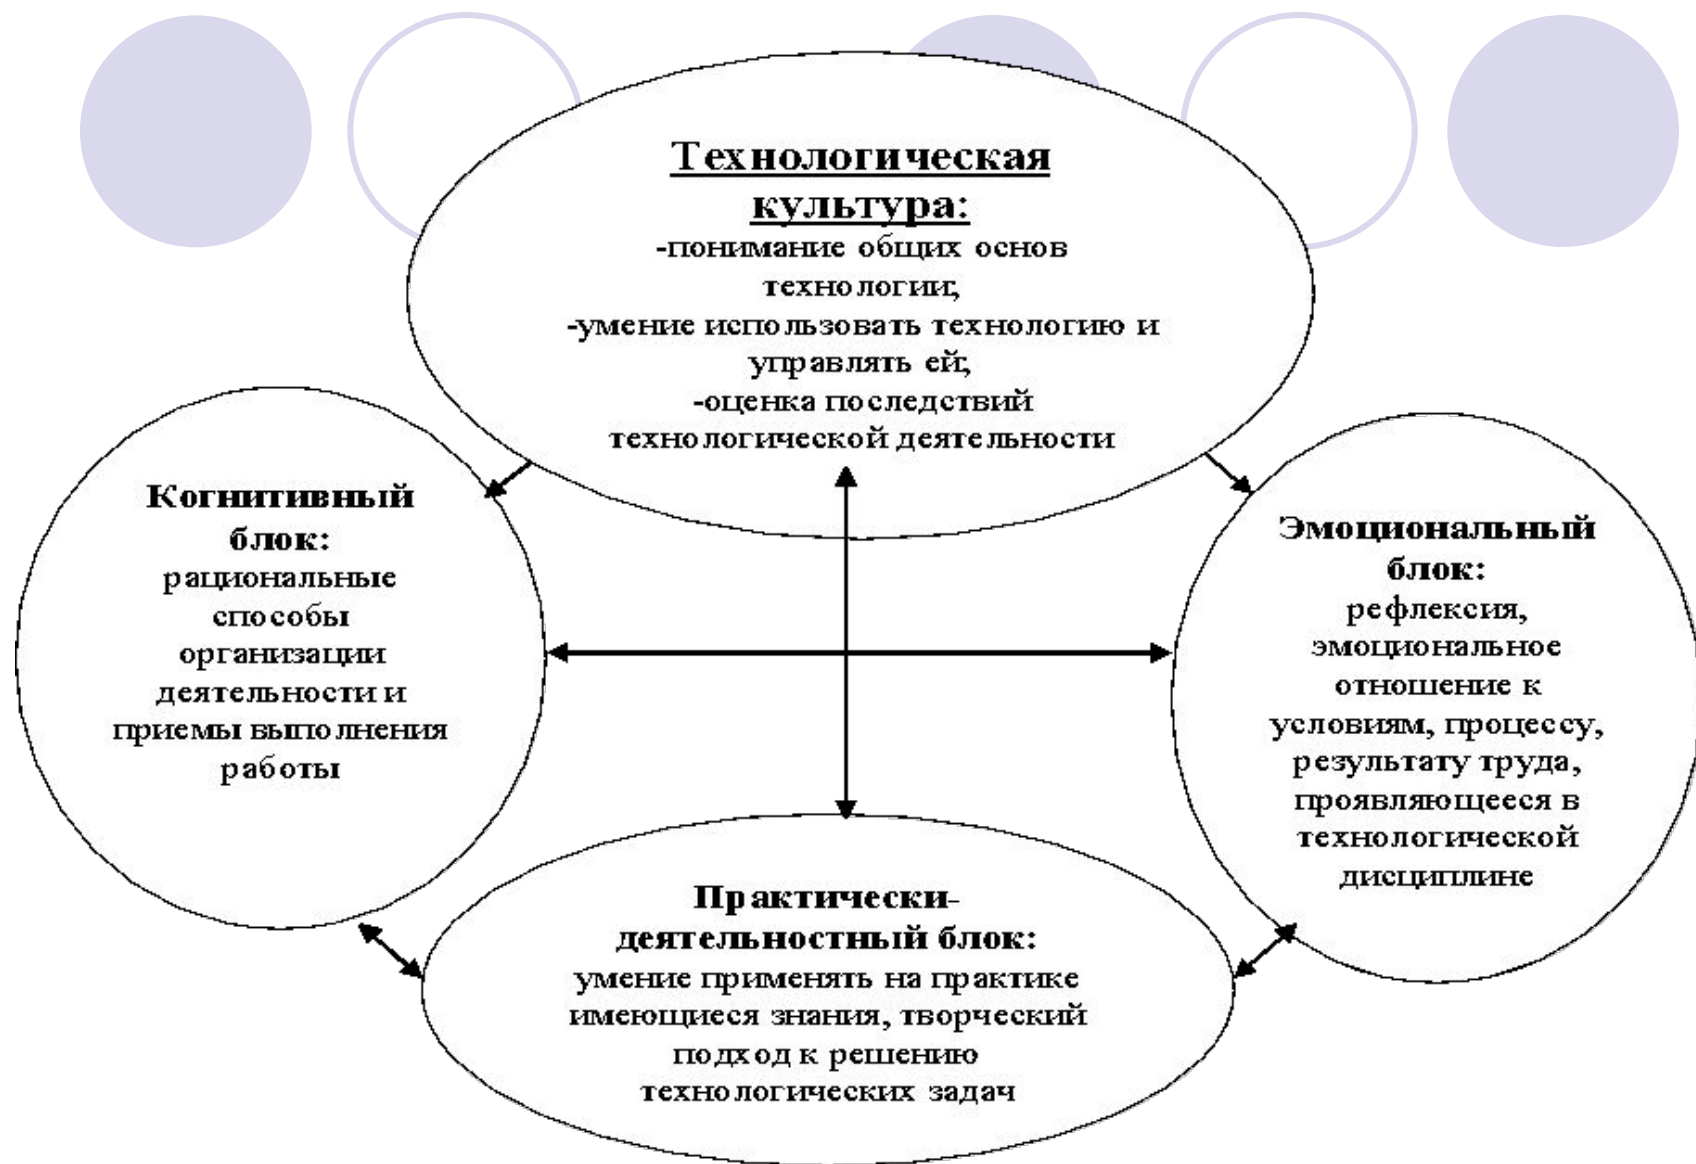 Технологическая
культура:
-понимание общих основ
технологии;
-умение использовать технологию и
управлять ей;
-оценка последствий
технологической деятельности
Когнитивный
блок:
рациональные
способы
организации
деятельности и
приемы выполнения
работы
Эмоциональный
блок:
рефлексия,
эмоциональное
отношение к
условиям, процессу,
результату труда,
проявляющееся в
технологической
дисциплине
Практически-
деятельностный блок:
умение применять на практике
имеющиеся знания, творческий
подход к решению
технологических задач